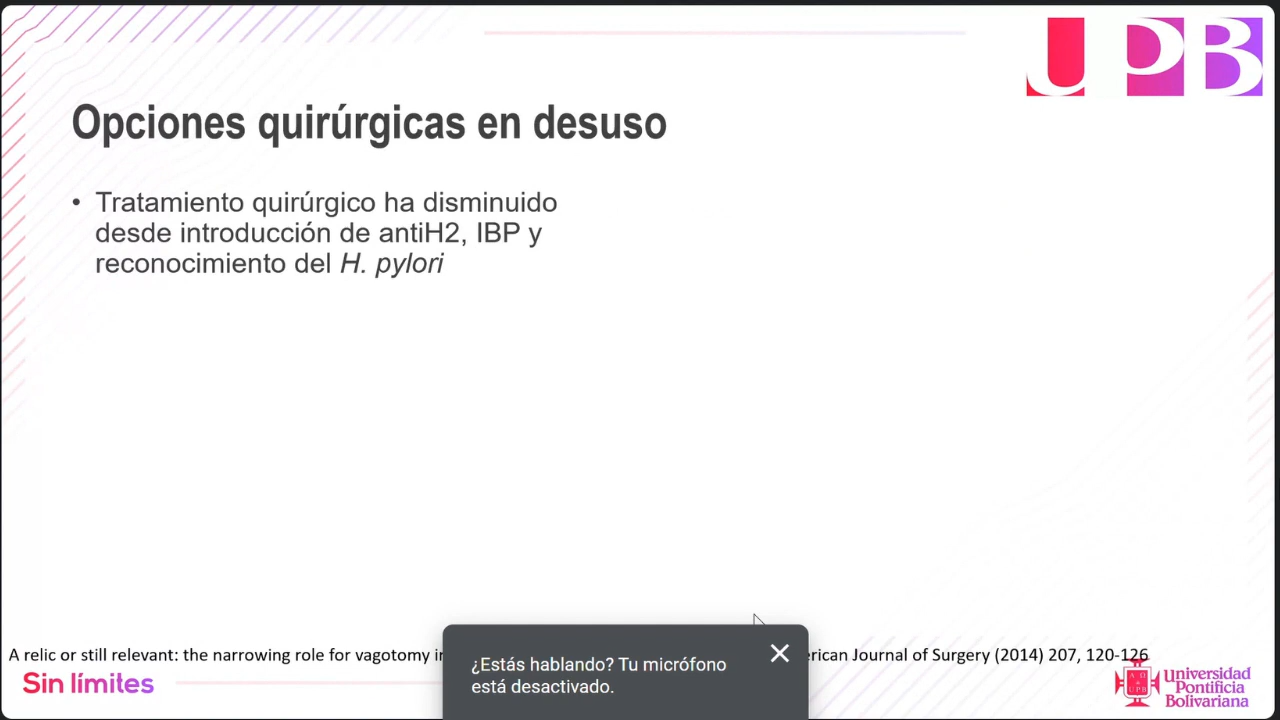 UPB
Opciones quirúrgicas en desuso
• Tratamiento quirúrgico ha disminuido
desde introducción de antiH2, IBP y
reconocimiento del H. pylori
A relic or still relevant: the narrowing role for vagotomy in rican Journal of Surgery (2014) 207, 120-126
¿Estás hablando? Tu micrófono
está desactivado.
Sin límites
Universidad
Pontificia
Bolivariana